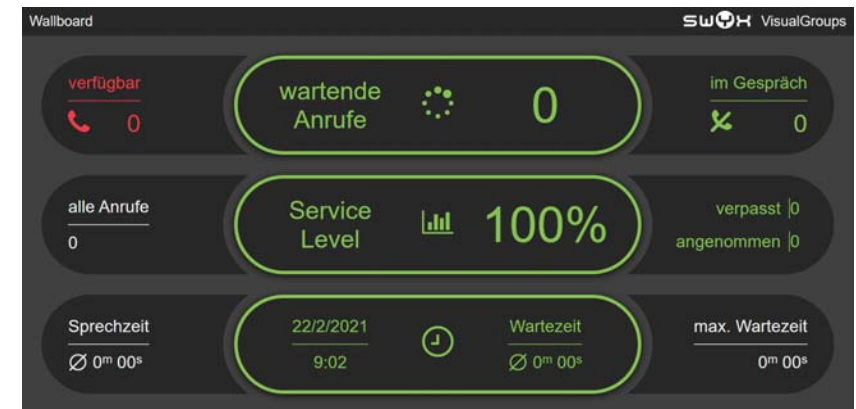 Wallboard
swyx VisualGroups
verfügbar
0
wartende
Anrufe
0
im Gespräch
0
alle Anrufe
0
Service
Level
100%
verpasst |0
angenommen |0
Sprechzeit
Ø 0m 00s
22/2/2021
9:02
Wartezeit
Ø 0m 00s
max. Wartezeit
0m 00s